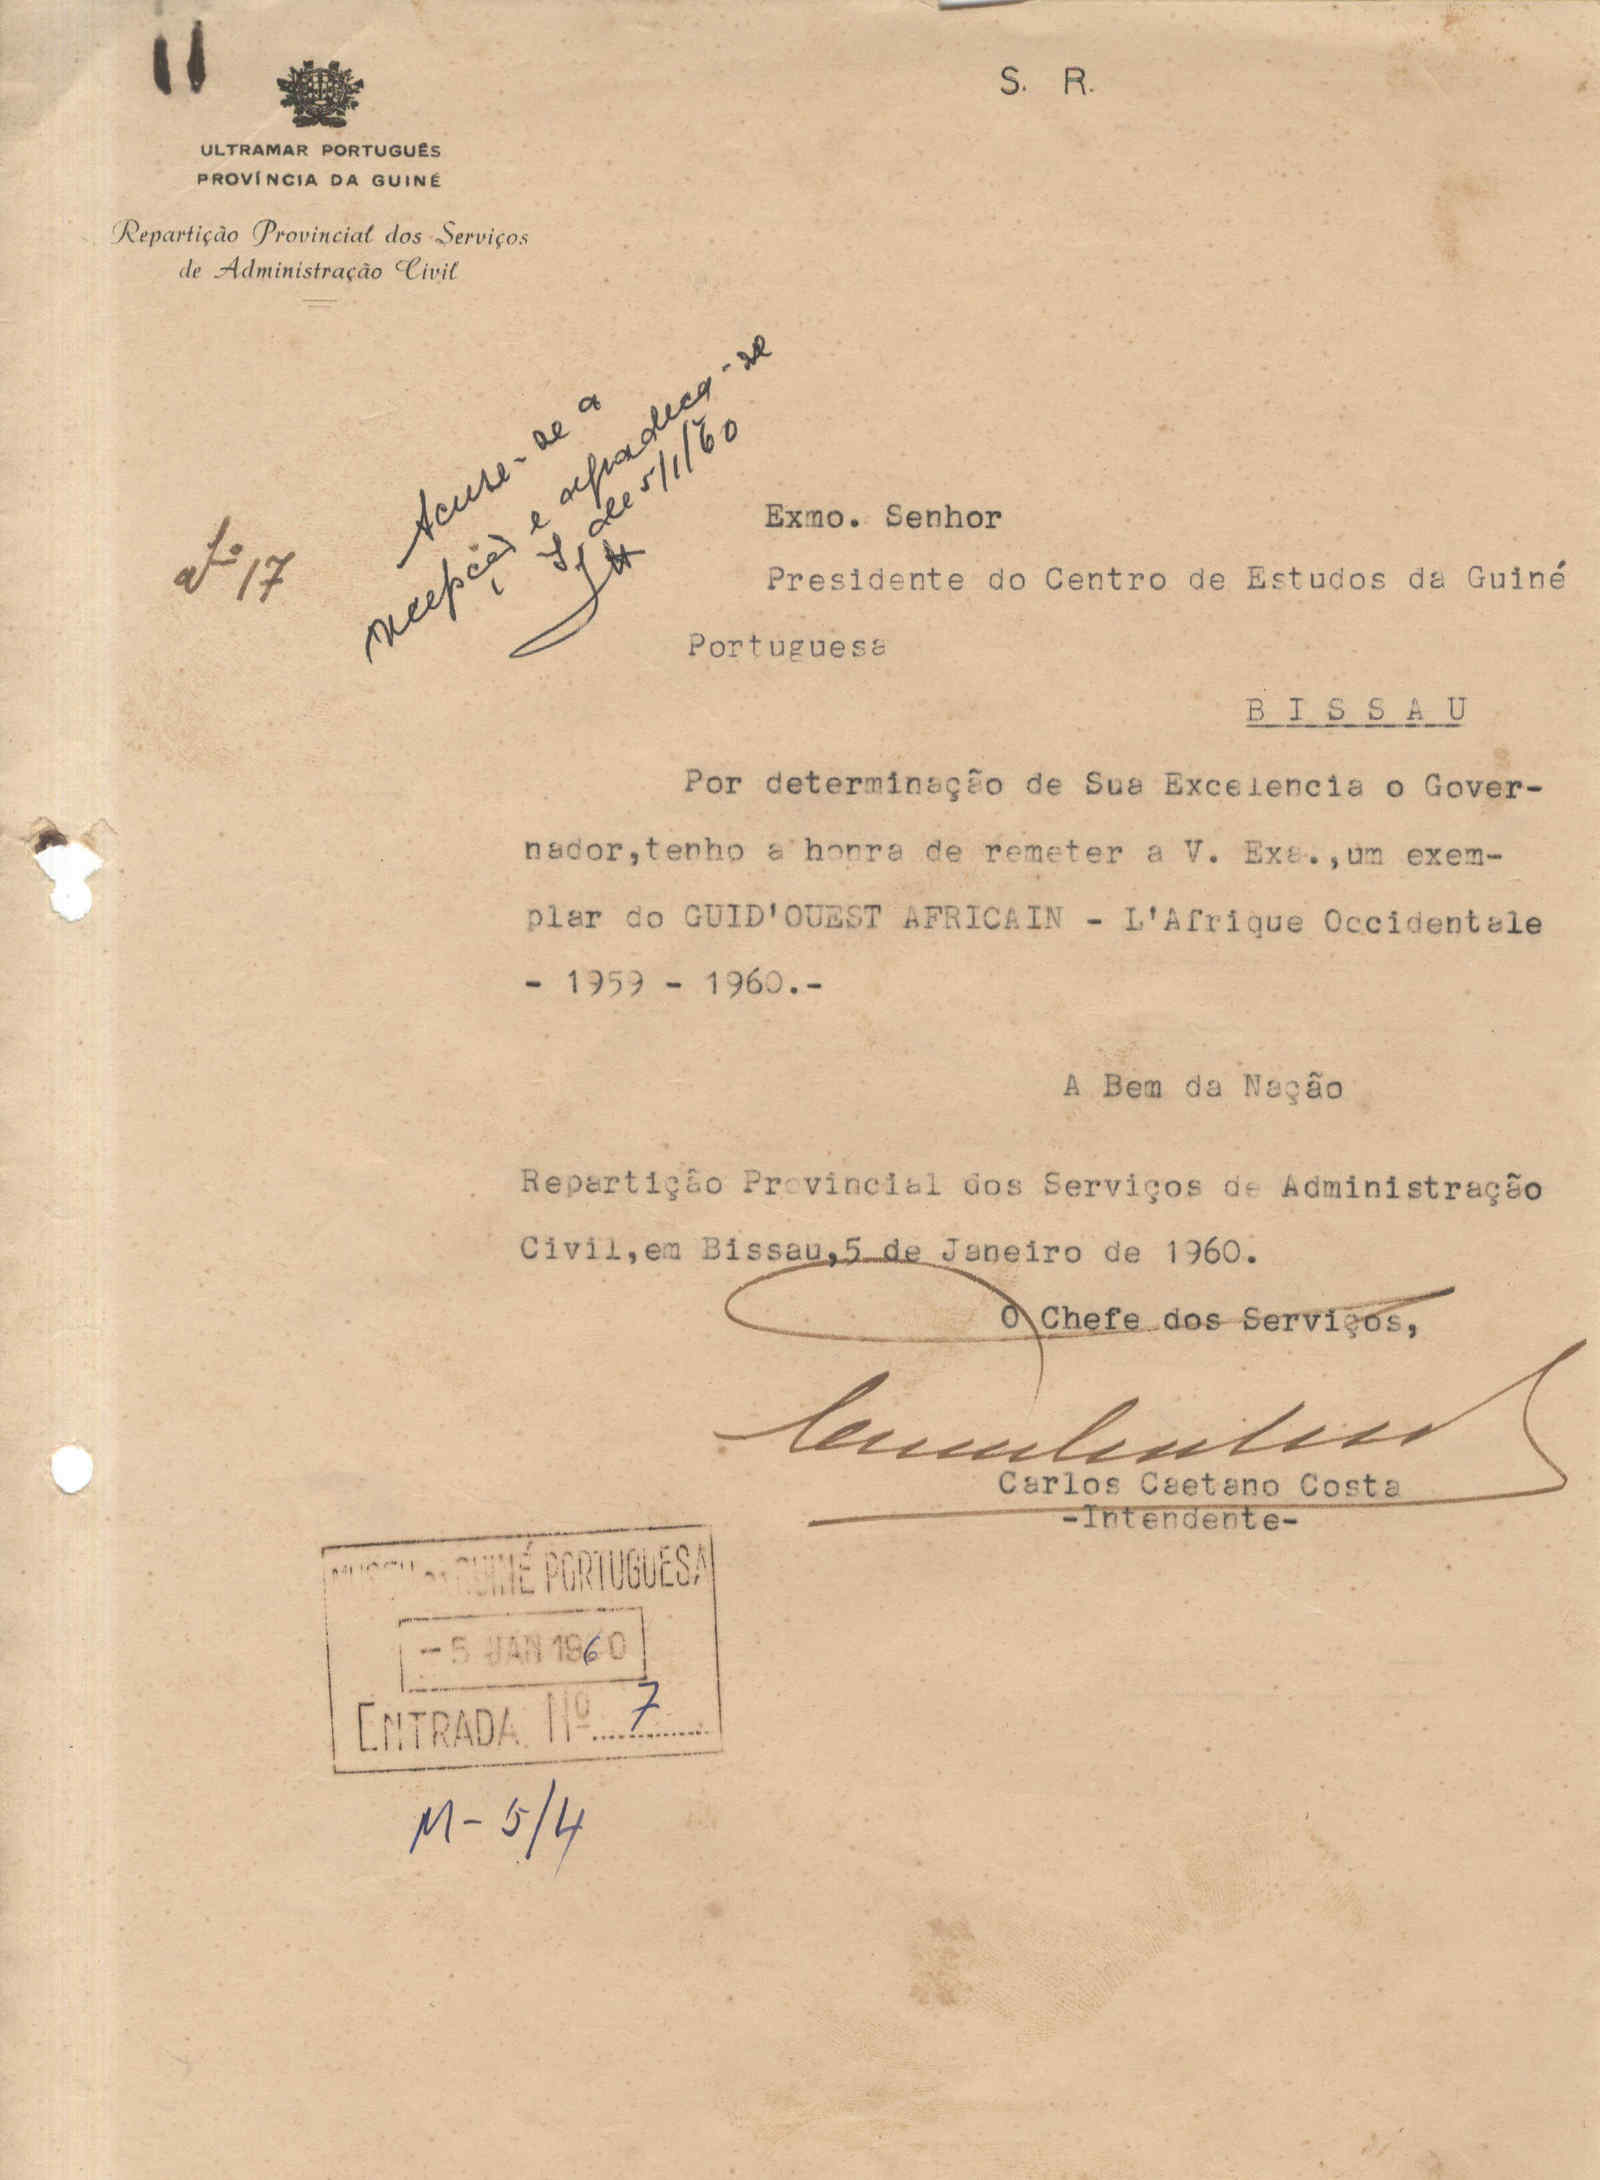 S. R.
ULTRAMAR PORTUGUÊS
PROVÍNCIA DA GUINÉ
Repartição Provincial dos Serviços
de Administração Civil
Acuse-se a
recepção e agradeça-se
5/1/60
17
Exmo. Senhor
Presidente do Centro de Estudos da Guiné
Portuguesa
B I S S A U
Por determinação de Sua Excelencia o Gover-
nador,tenho a honra de remeter a V. Exa.,um exem-
plar do GUID'OUEST AFRICAIN - L'Afrique Occidentale
- 1959 - 1960.-
A Bem da Nação
Repartição Provincial dos Serviços de Administração
Civil,em Bissau,5 de Janeiro de 1960.
O Chefe dos Serviços,
Carlos Caetano Costa
-Intendente-
MUSEU DA GUINÉ PORTUGUESA
- 5 JAN 1960
ENTRADA Nº 7
M - 5/4